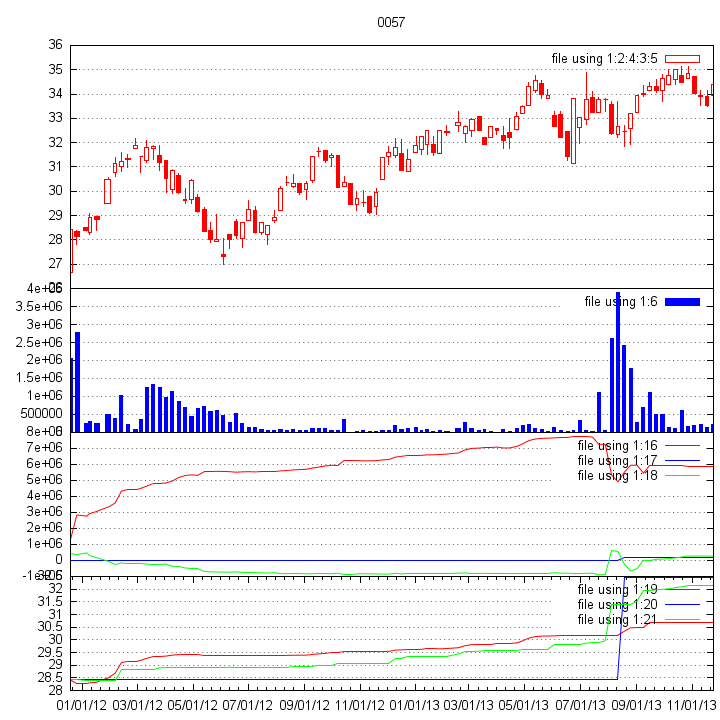 0057
36
file using 1:2:4:3:5
35
34
33
32
31
30
29
28
27
4e+06
file using 1:6
3.5e+06
3e+06
2.5e+06
2e+06
1.5e+06
1e+06
500000
8e+06
file using 1:16
7e+06
file using 1:17
6e+06
file using 1:18
5e+06
4e+06
3e+06
2e+06
1e+06
0
file using 1:19
32
file using 1:20
31.5
file using 1:21
31
30.5
30
29.5
29
28.5
28
01/01/12 03/01/12 05/01/12 07/01/12 09/01/12 11/01/12 01/01/13 03/01/13 05/01/13 07/01/13 09/01/13 11/01/13